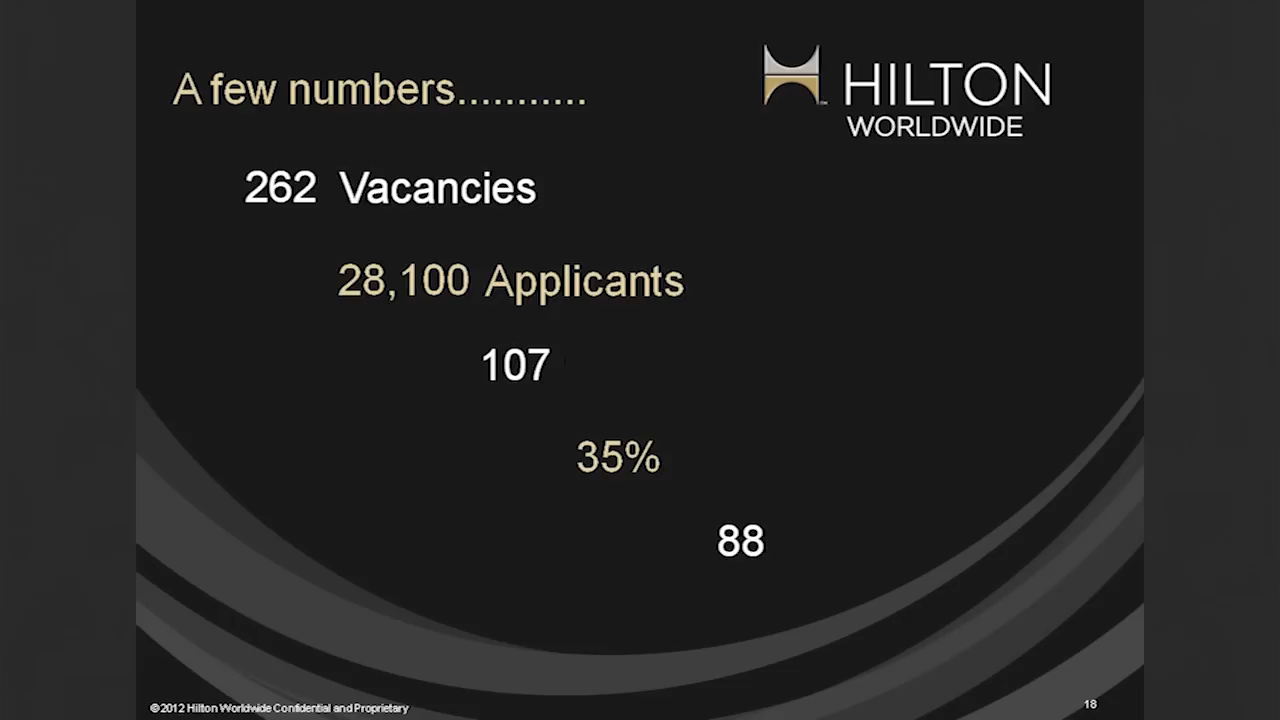 A few numbers...........
HILTON
WORLDWIDE
262 Vacancies
28,100 Applicants
107
35%
88
©2012 Hilton Worldwide Confidential and Proprietary
18